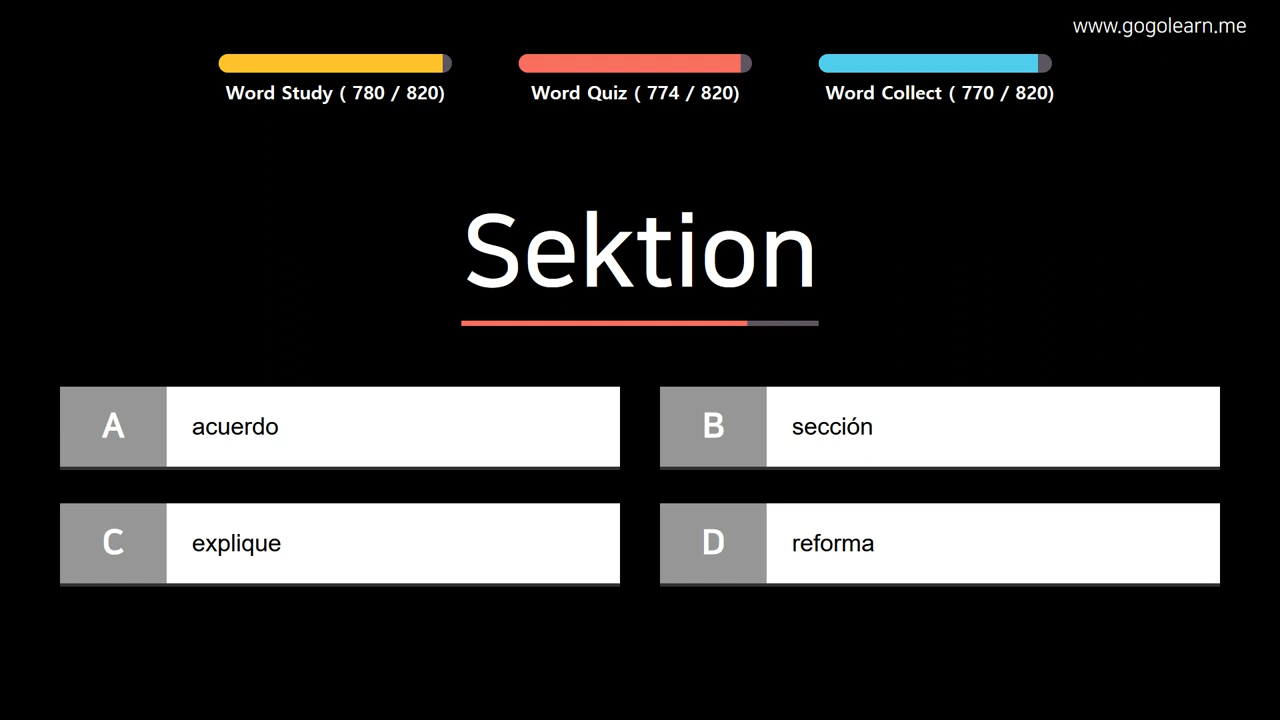 www.gogolearn.me
Word Study ( 780 / 820)
Word Quiz ( 774 / 820)
Word Collect ( 770 / 820)
Sektion
A acuerdo
B sección
C explique
D reforma